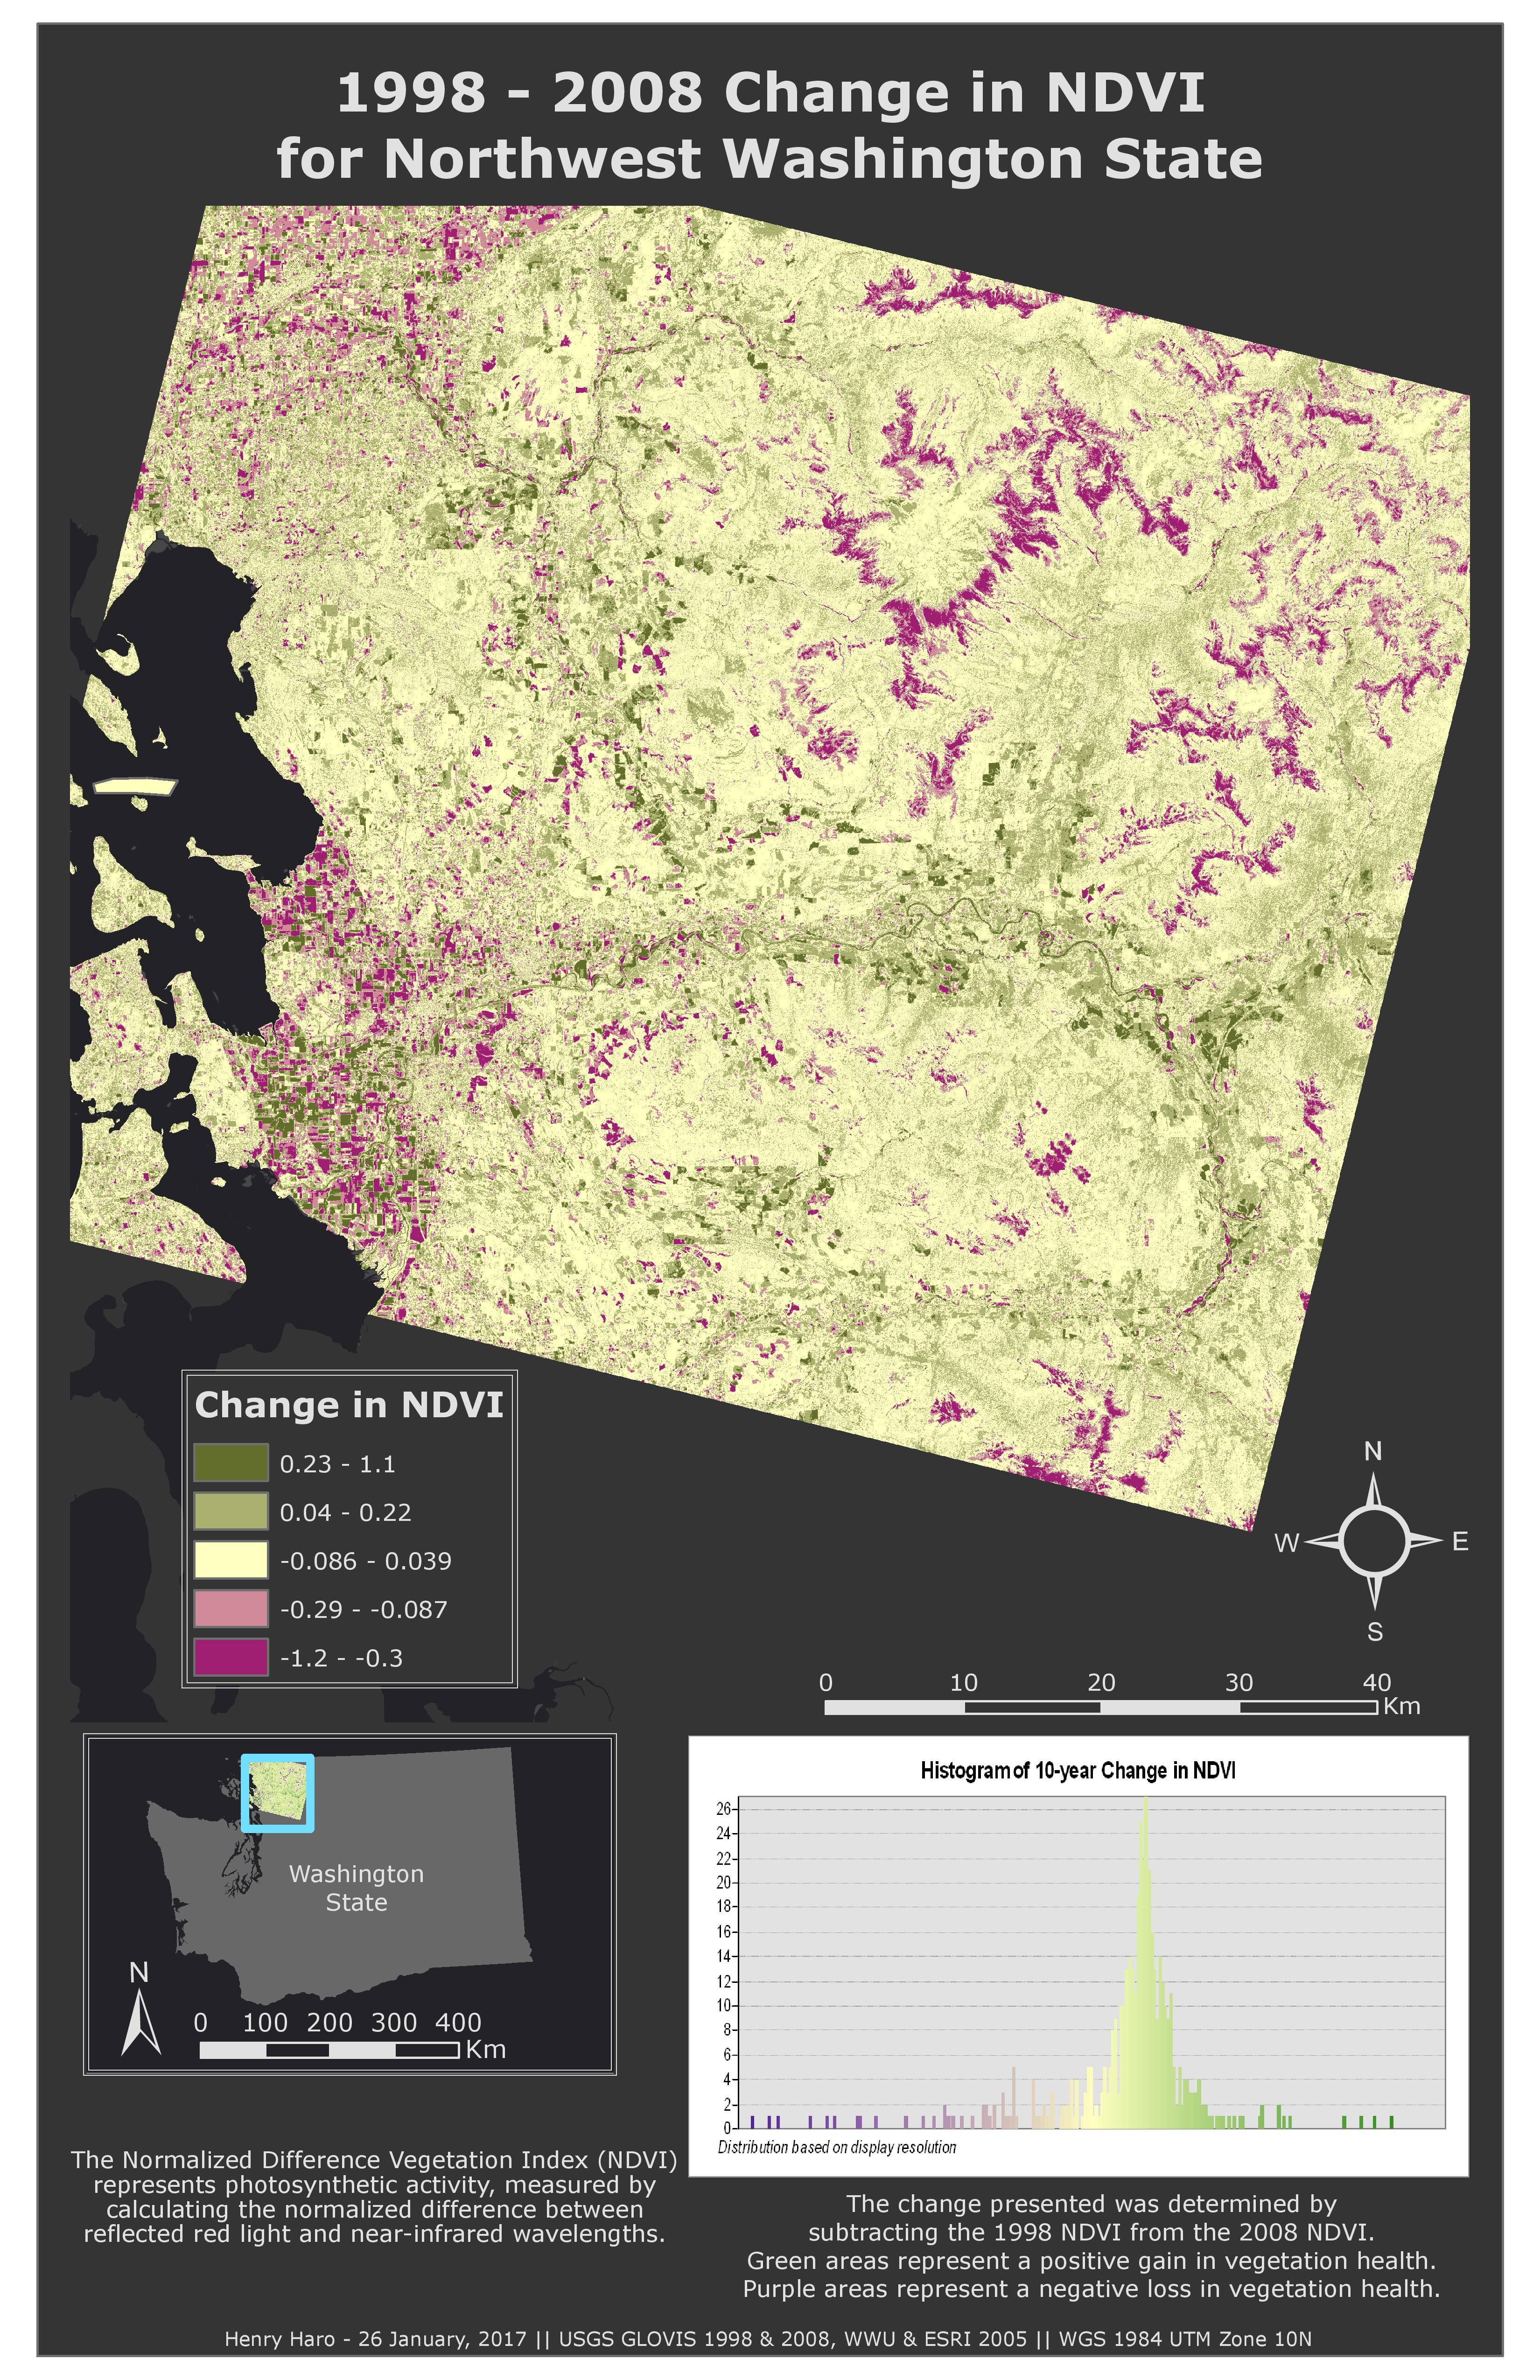 1998 - 2008 Change in NDVI
for Northwest Washington State
Change in NDVI
0.23 - 1.1
0.04 - 0.22
-0.086 - 0.039
-0.29 - -0.087
-1.2 - -0.3
N
W E
S
0 10 20 30 40
Km
Washington
State
N
0 100 200 300 400
Km
Histogram of 10-year Change in NDVI
26
24
22
20
18
16
14
12
10
8
6
4
2
0
Distribution based on display resolution
The Normalized Difference Vegetation Index (NDVI)
represents photosynthetic activity, measured by
calculating the normalized difference between
reflected red light and near-infrared wavelengths.
The change presented was determined by
subtracting the 1998 NDVI from the 2008 NDVI.
Green areas represent a positive gain in vegetation health.
Purple areas represent a negative loss in vegetation health.
Henry Haro - 26 January, 2017 || USGS GLOVIS 1998 & 2008, WWU & ESRI 2005 || WGS 1984 UTM Zone 10N